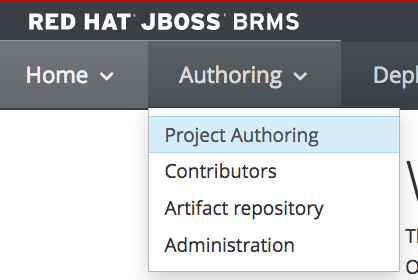 RED HAT® JBOSS® BRMS
Home Authoring
Project Authoring
Contributors
Artifact repository
Administration